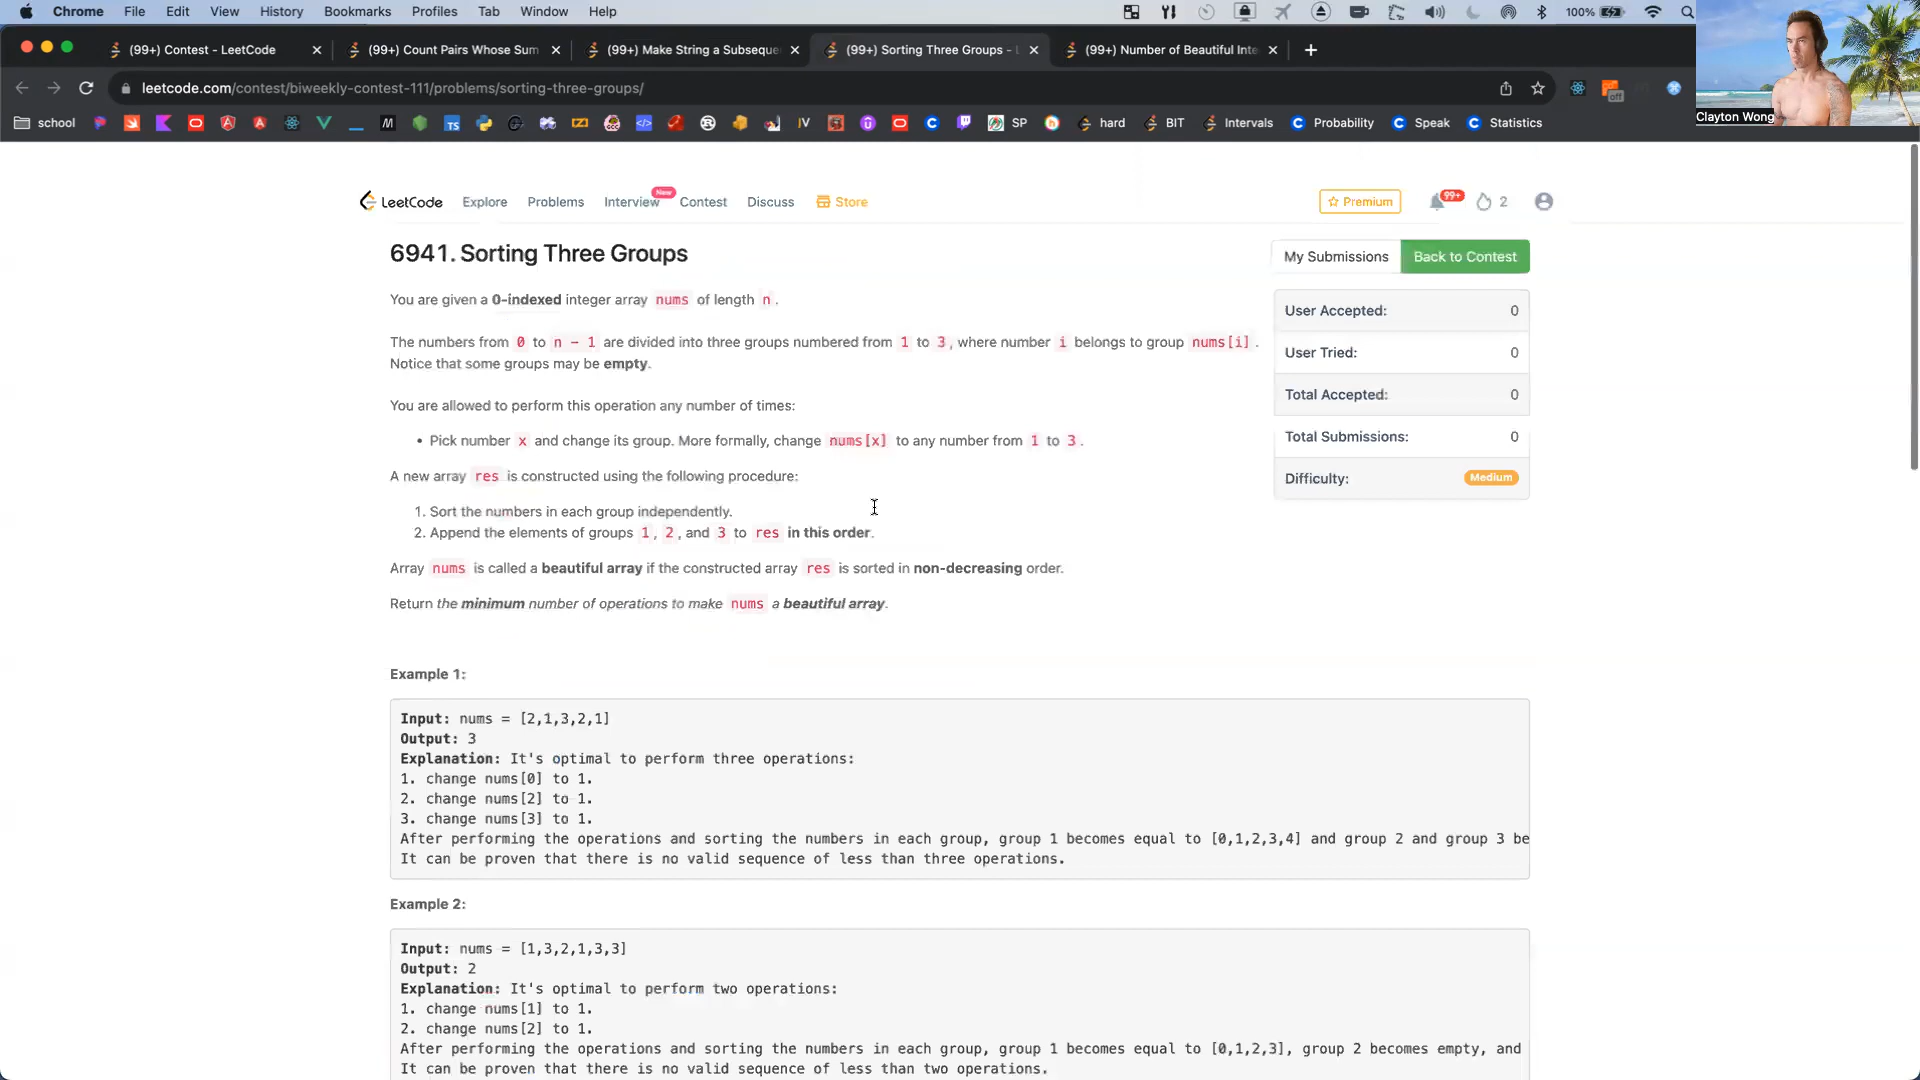 Chrome File Edit View History Bookmarks Profiles Tab Window Help 100%
(99+) Contest - LeetCode (99+) Count Pairs Whose Sum (99+) Make String a Subseque (99+) Sorting Three Groups - L (99+) Number of Beautiful Inte
leetcode.com/contest/biweekly-contest-111/problems/sorting-three-groups/ off
Clayton Wong
school TS IV SP hard BIT Intervals Probability Speak Statistics
LeetCode Explore Problems Interview New Contest Discuss Store Premium 99+ 2
6941. Sorting Three Groups
My Submissions Back to Contest
You are given a 0-indexed integer array nums of length n.
The numbers from 0 to n - 1 are divided into three groups numbered from 1 to 3, where number i belongs to group nums[i].
Notice that some groups may be empty.
You are allowed to perform this operation any number of times:
• Pick number x and change its group. More formally, change nums[x] to any number from 1 to 3.
A new array res is constructed using the following procedure:
1. Sort the numbers in each group independently.
2. Append the elements of groups 1, 2, and 3 to res in this order.
Array nums is called a beautiful array if the constructed array res is sorted in non-decreasing order.
Return the minimum number of operations to make nums a beautiful array.
User Accepted: 0
User Tried: 0
Total Accepted: 0
Total Submissions: 0
Difficulty: Medium
Example 1:
Input: nums = [2,1,3,2,1]
Output: 3
Explanation: It's optimal to perform three operations:
1. change nums[0] to 1.
2. change nums[2] to 1.
3. change nums[3] to 1.
After performing the operations and sorting the numbers in each group, group 1 becomes equal to [0,1,2,3,4] and group 2 and group 3 be
It can be proven that there is no valid sequence of less than three operations.
Example 2:
Input: nums = [1,3,2,1,3,3]
Output: 2
Explanation: It's optimal to perform two operations:
1. change nums[1] to 1.
2. change nums[2] to 1.
After performing the operations and sorting the numbers in each group, group 1 becomes equal to [0,1,2,3], group 2 becomes empty, and
It can be proven that there is no valid sequence of less than two operations.